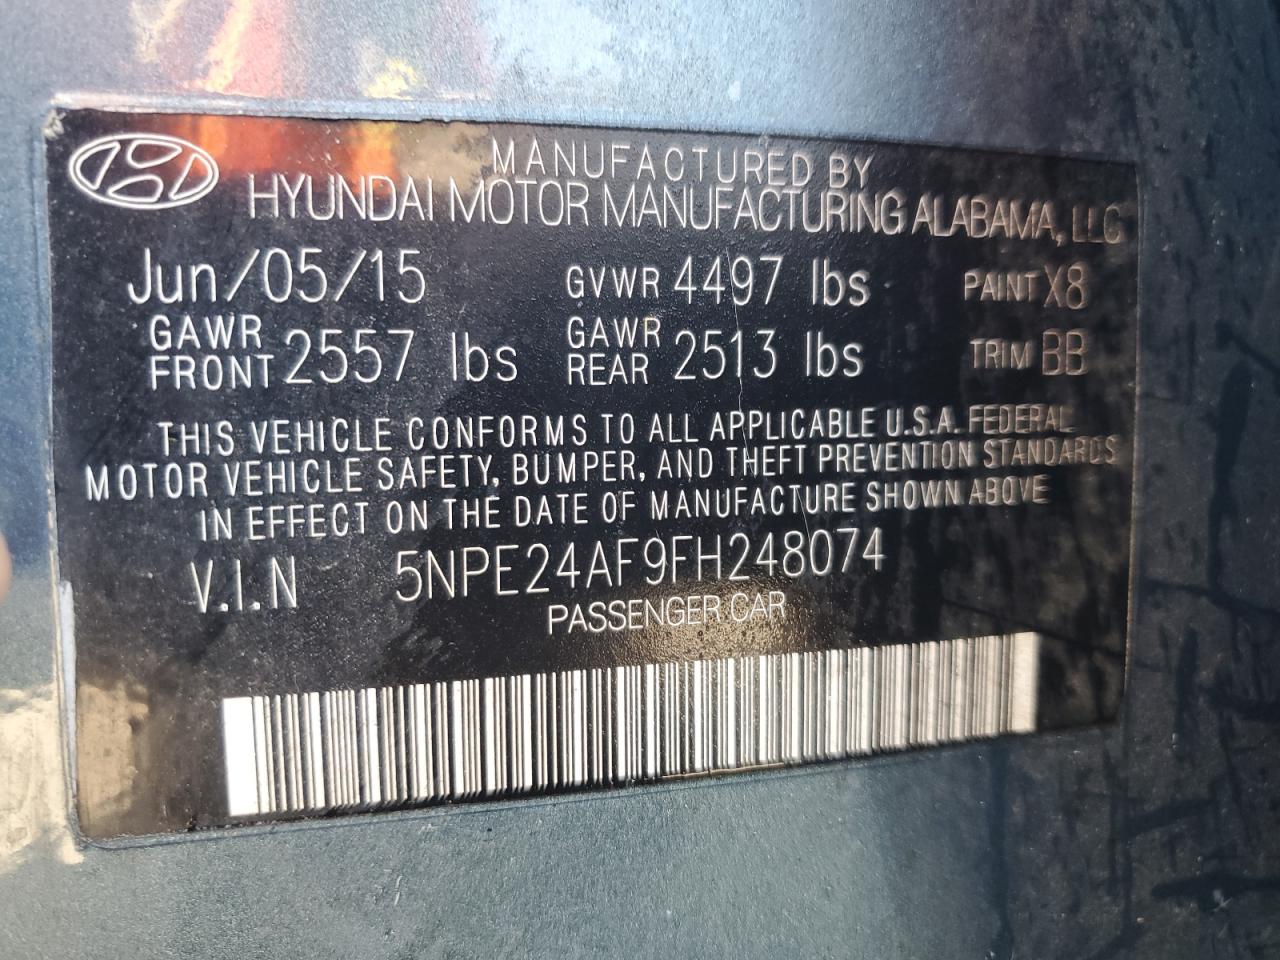 MANUFACTURED BY
HYUNDAI MOTOR MANUFACTURING ALABAMA, LLC
Jun/05/15 GVWR 4497 lbs PAINT X8
GAWR FRONT 2557 lbs GAWR REAR 2513 lbs TRIM BB
THIS VEHICLE CONFORMS TO ALL APPLICABLE U.S.A. FEDERAL
MOTOR VEHICLE SAFETY, BUMPER, AND THEFT PREVENTION STANDARDS
IN EFFECT ON THE DATE OF MANUFACTURE SHOWN ABOVE
V.I.N 5NPE24AF9FH248074
PASSENGER CAR